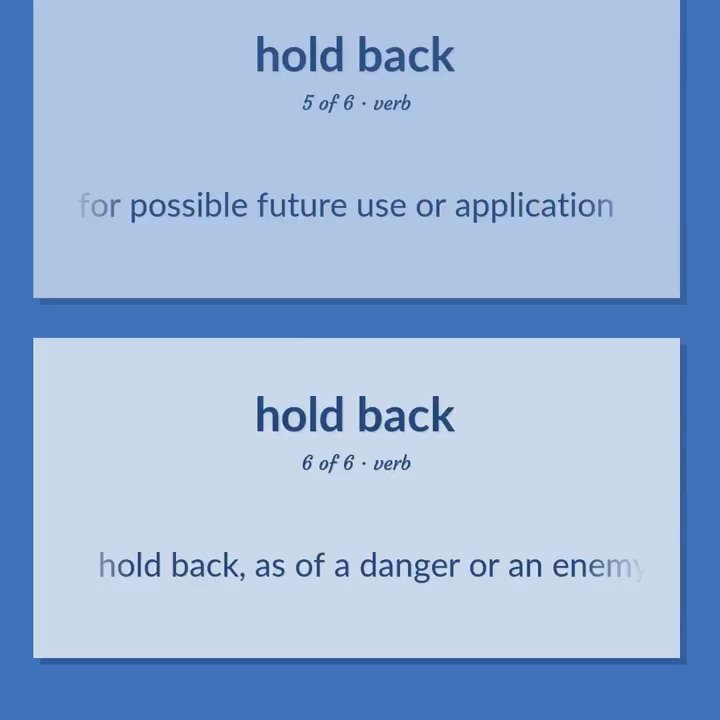 hold back
5 of 6 · verb
for possible future use or application
hold back
6 of 6 · verb
hold back, as of a danger or an enemy